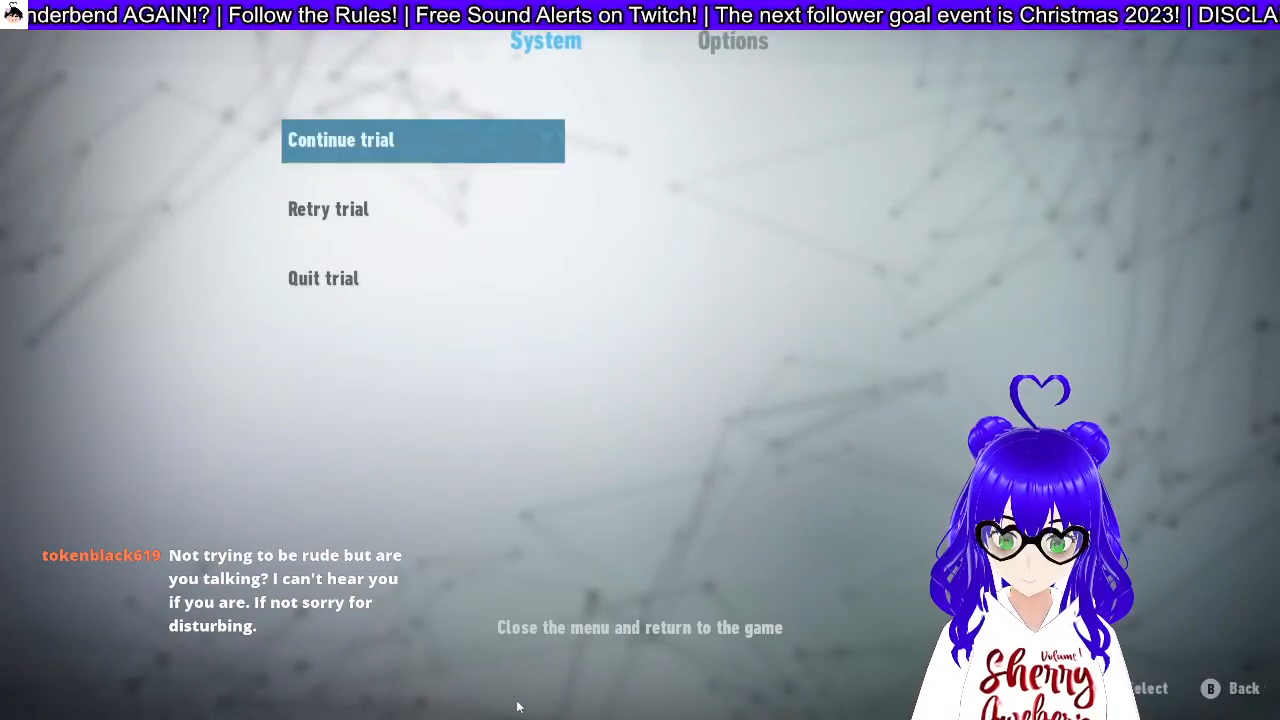 nderbend AGAIN!? | Follow the Rules! | Free Sound Alerts on Twitch! | The next follower goal event is Christmas 2023! | DISCLA
System Options
Continue trial
Retry trial
Quit trial
tokenblack619 Not trying to be rude but are
you talking? I can't hear you
if you are. If not sorry for
disturbing.
Close the menu and return to the game
Volume 1
Sherry
elect B Back